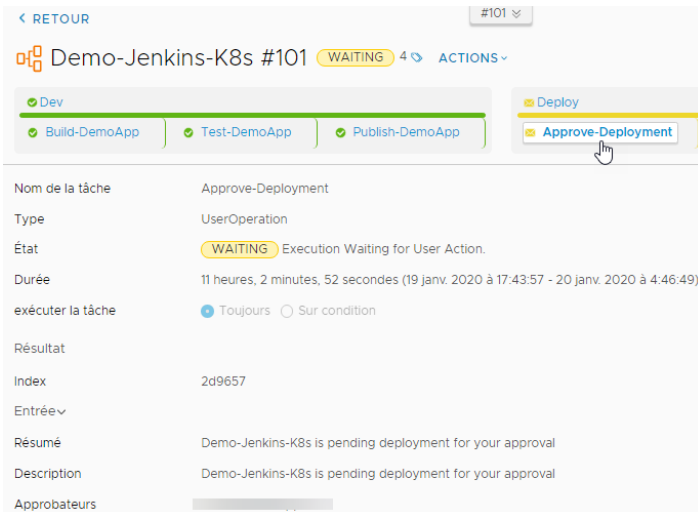 RETOUR
#101
Demo-Jenkins-K8s #101 WAITING 4 ACTIONS
Dev
Deploy
Build-DemoApp Test-DemoApp Publish-DemoApp Approve-Deployment
Nom de la tâche Approve-Deployment
Type UserOperation
État WAITING Execution Waiting for User Action.
Durée 11 heures, 2 minutes, 52 secondes (19 janv. 2020 à 17:43:57 - 20 janv. 2020 à 4:46:49)
exécuter la tâche Toujours Sur condition
Résultat
Index 2d9657
Entrée
Résumé Demo-Jenkins-K8s is pending deployment for your approval
Description Demo-Jenkins-K8s is pending deployment for your approval
Approbateurs